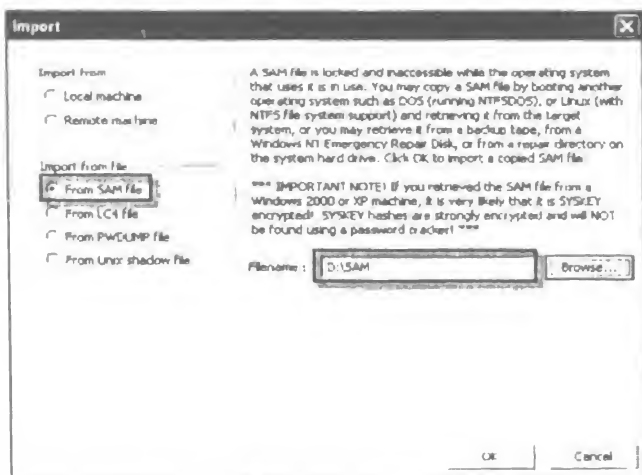 Import
Import from
Local machine
Remote machine
Import from file
From SAM file
From LC4 file
From PWDUMP file
From Unix shadow file
A SAM file is locked and inaccessible while the operating system
that uses it is in use. You may copy a SAM file by booting another
operating system such as DOS (running NTFSDOS), or Linux (with
NTFS file system support) and retrieving it from the target
system, or you may retrieve it from a backup tape, from a
Windows NT Emergency Repair Disk, or from a repair directory on
the system hard drive. Click OK to import a copied SAM file.
*** IMPORTANT NOTE! If you retrieved the SAM file from a
Windows 2000 or XP machine, it is very likely that it is SYSKEY
encrypted! SYSKEY hashes are strongly encrypted and will NOT
be found using a password cracker! ***
Filename : D:\SAM Browse...
OK Cancel